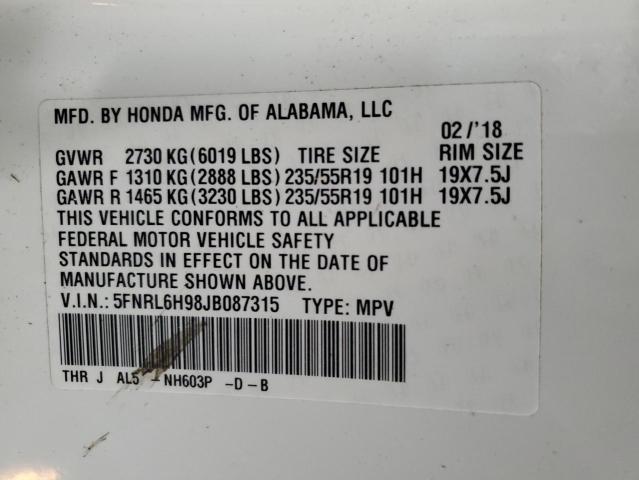 MFD. BY HONDA MFG. OF ALABAMA, LLC
02/'18
GVWR 2730 KG (6019 LBS) TIRE SIZE RIM SIZE
GAWR F 1310 KG (2888 LBS) 235/55R19 101H 19X7.5J
GAWR R 1465 KG (3230 LBS) 235/55R19 101H 19X7.5J
THIS VEHICLE CONFORMS TO ALL APPLICABLE
FEDERAL MOTOR VEHICLE SAFETY
STANDARDS IN EFFECT ON THE DATE OF
MANUFACTURE SHOWN ABOVE.
V.I.N.: 5FNRL6H98JB087315 TYPE: MPV
THR J AL5 - NH603P -D-B